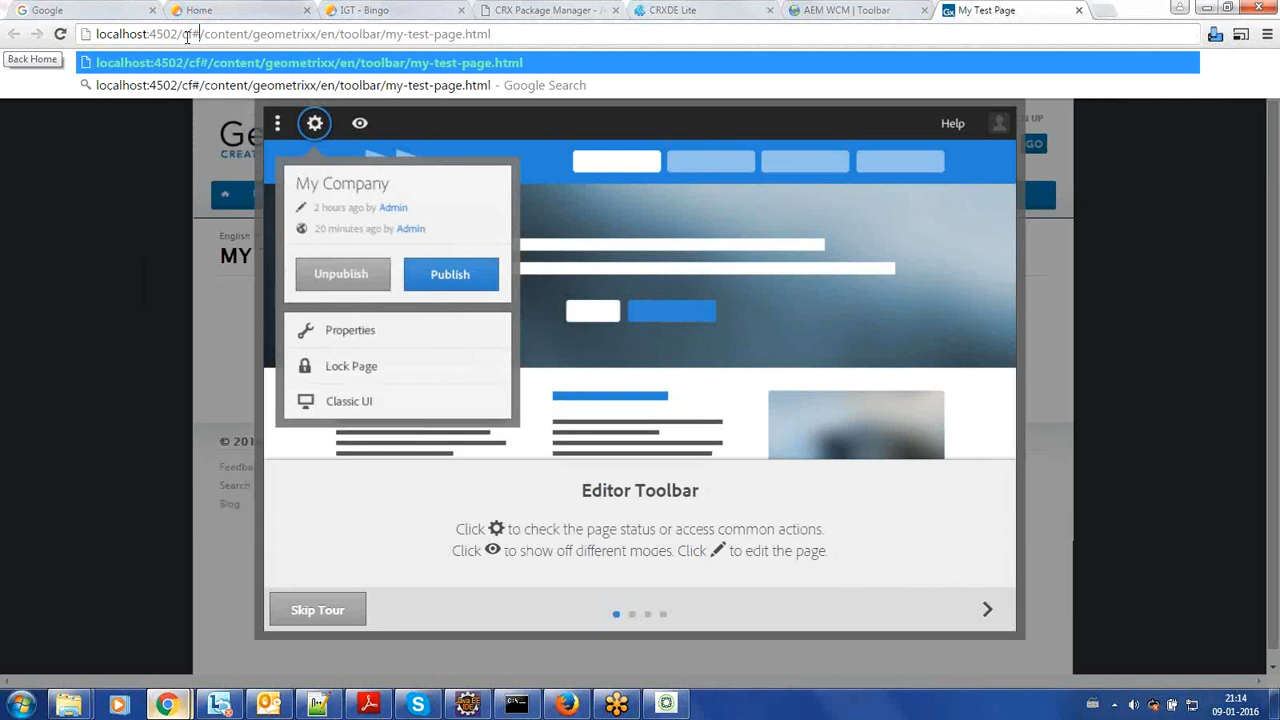 Google
Home
IGT - Bingo
CRX Package Manager - /
CRXDE Lite
AEM WCM | Toolbar
My Test Page
localhost:4502/cf#/content/geometrixx/en/toolbar/my-test-page.html
Back Home
localhost:4502/cf#/content/geometrixx/en/toolbar/my-test-page.html
localhost:4502/cf#/content/geometrixx/en/toolbar/my-test-page.html - Google Search
Help
My Company
2 hours ago by Admin
20 minutes ago by Admin
Unpublish Publish
English
MY
Properties
Lock Page
Classic UI
Feedba
Search
Blog
Editor Toolbar
Click to check the page status or access common actions.
Click to show off different modes. Click to edit the page.
Skip Tour
21:14
09-01-2016